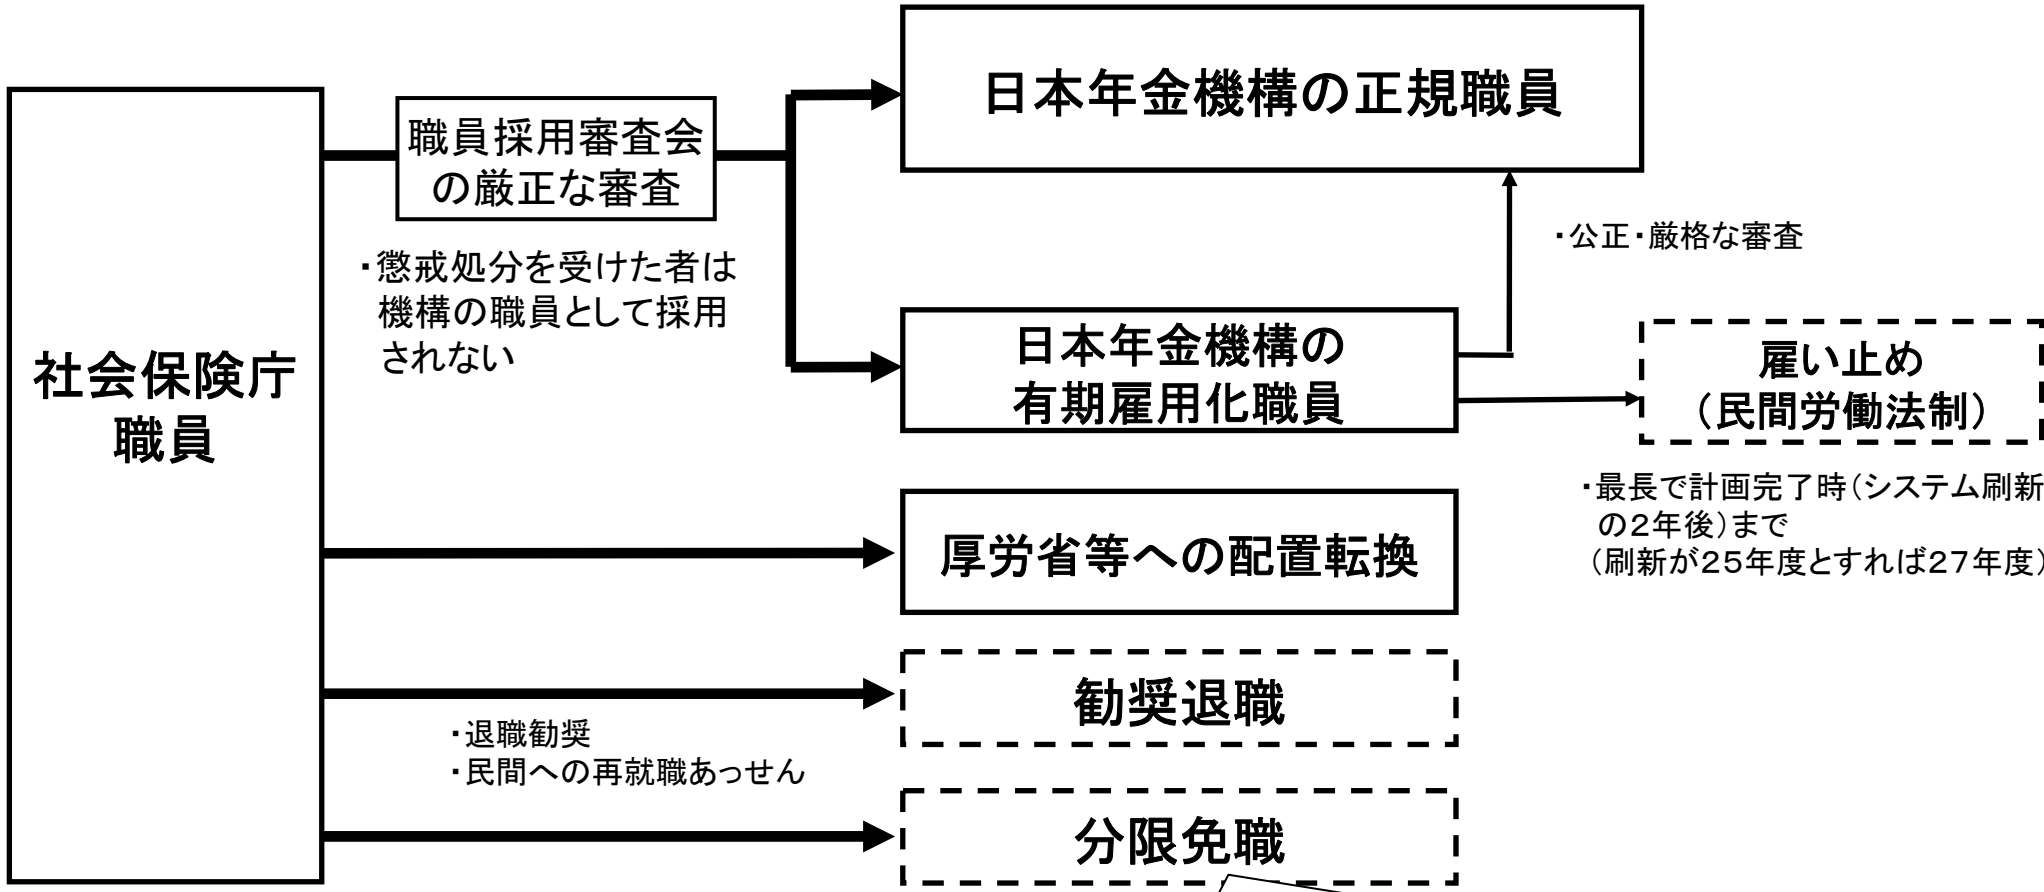 社会保険庁
職員
職員採用審査会
の厳正な審査
・懲戒処分を受けた者は
機構の職員として採用
されない
日本年金機構の正規職員
・公正・厳格な審査
日本年金機構の
有期雇用化職員
雇い止め
（民間労働法制）
・最長で計画完了時（システム刷新
の２年後）まで
（刷新が２５年度とすれば２７年度）
厚労省等への配置転換
勧奨退職
・退職勧奨
・民間への再就職あっせん
分限免職